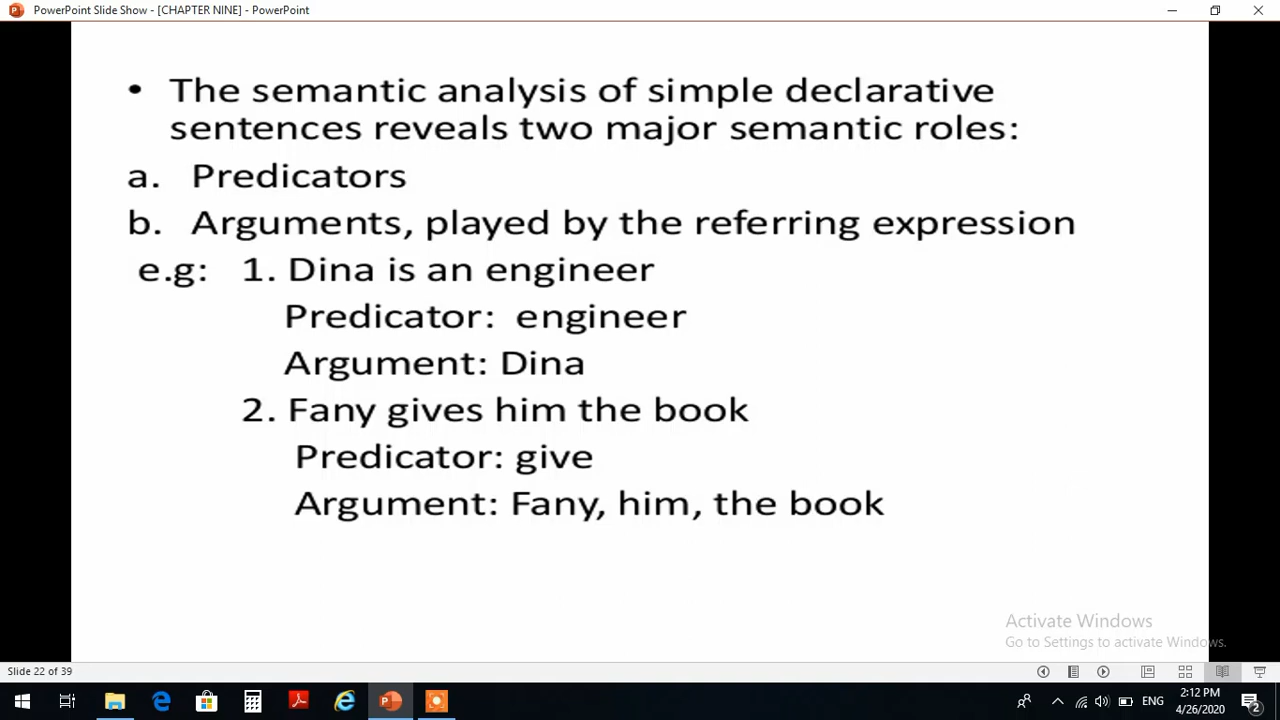 PowerPoint Slide Show - [CHAPTER NINE] - PowerPoint
• The semantic analysis of simple declarative
sentences reveals two major semantic roles:
a. Predicators
b. Arguments, played by the referring expression
e.g: 1. Dina is an engineer
Predicator: engineer
Argument: Dina
2. Fany gives him the book
Predicator: give
Argument: Fany, him, the book
Activate Windows
Go to Settings to activate Windows.
Slide 22 of 39
ENG
2:12 PM
4/26/2020
2